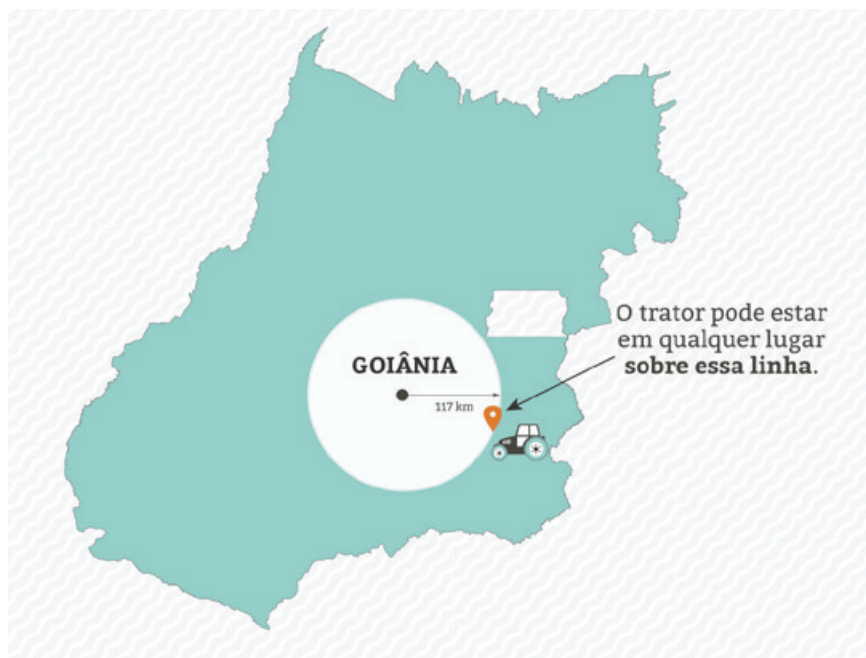 O trator pode estar
em qualquer lugar
sobre essa linha.
GOIÂNIA
117 km